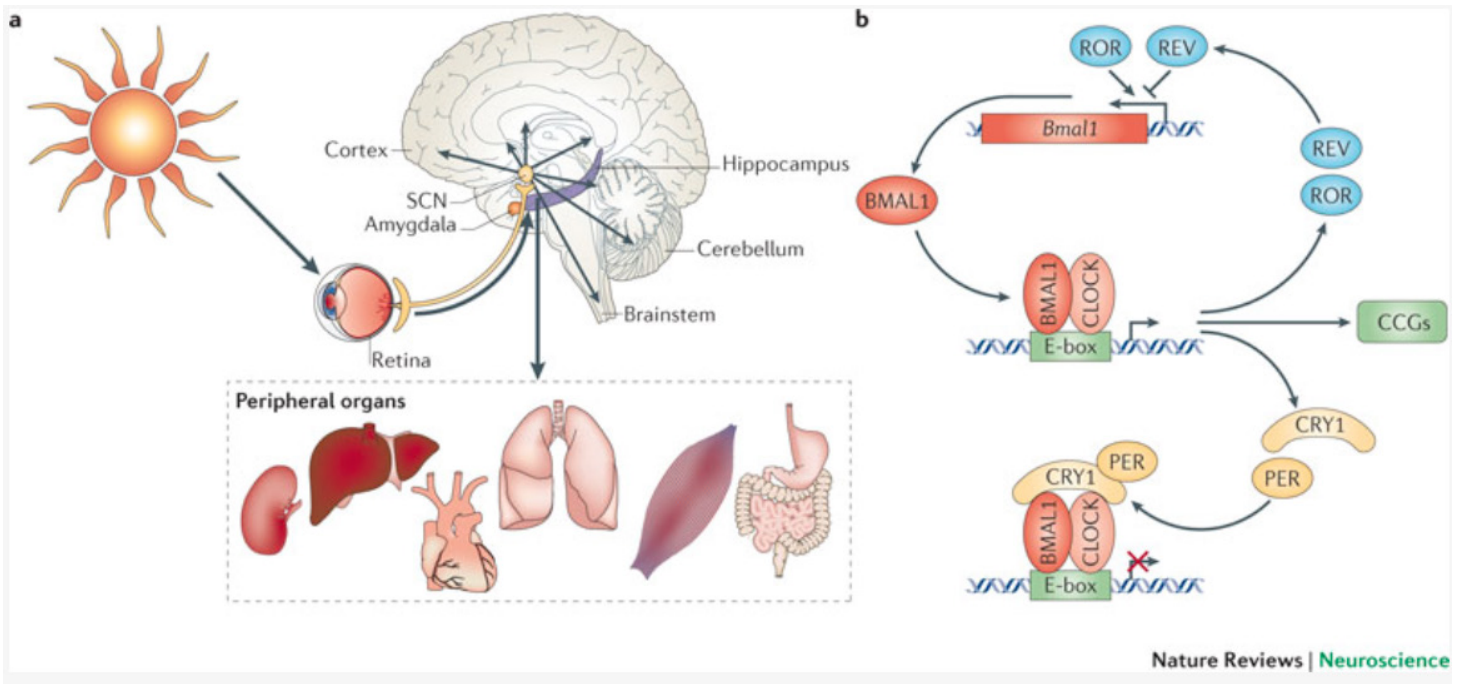 a
Cortex
SCN
Amygdala
Hippocampus
Cerebellum
Brainstem
Retina
Peripheral organs
b
ROR
REV
Bmal1
REV
ROR
BMAL1
BMAL1
CLOCK
E-box
CCGs
CRY1
PER
CRY1
PER
BMAL1
CLOCK
E-box
Nature Reviews | Neuroscience